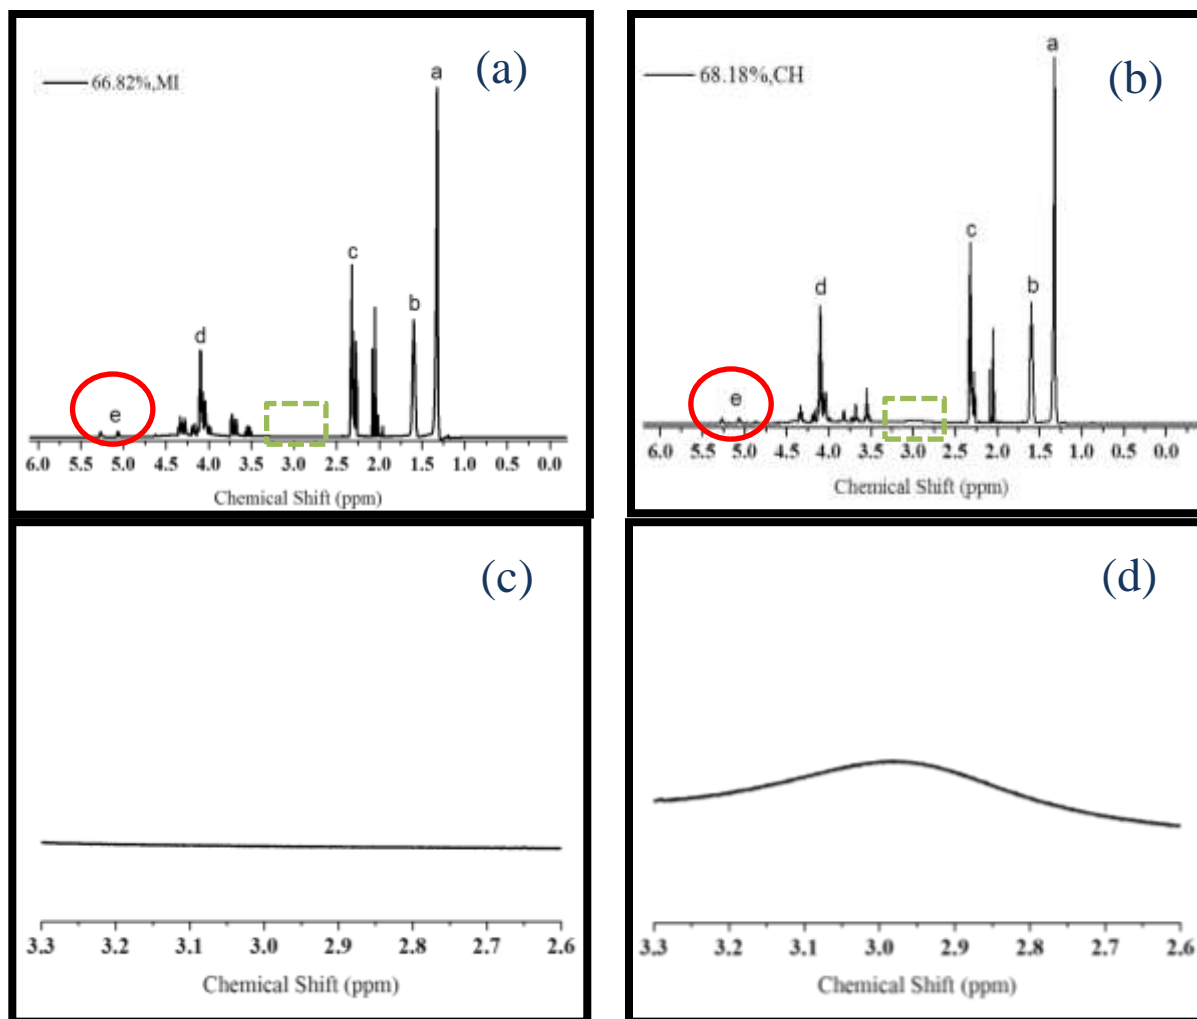 66.82%,MI
(a)
a
c
b
d
e
6.0 5.5 5.0 4.5 4.0 3.5 3.0 2.5 2.0 1.5 1.0 0.5 0.0
Chemical Shift (ppm)
68.18%,CH
(b)
a
c
b
d
e
6.0 5.5 5.0 4.5 4.0 3.5 3.0 2.5 2.0 1.5 1.0 0.5 0.0
Chemical Shift (ppm)
(c)
3.3 3.2 3.1 3.0 2.9 2.8 2.7 2.6
Chemical Shift (ppm)
(d)
3.3 3.2 3.1 3.0 2.9 2.8 2.7 2.6
Chemical Shift (ppm)